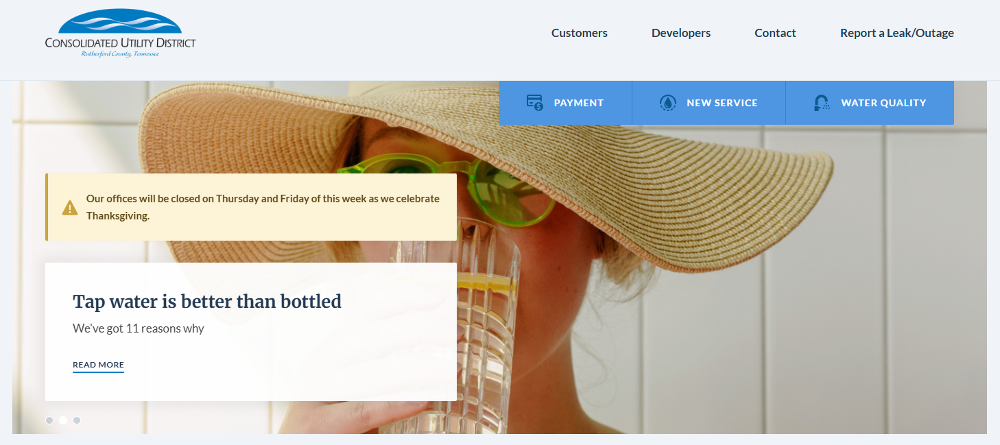 CONSOLIDATED UTILITY DISTRICT
Rutherford County, Tennessee
Customers
Developers
Contact
Report a Leak/Outage
$ PAYMENT
NEW SERVICE
WATER QUALITY
Our offices will be closed on Thursday and Friday of this week as we celebrate
Thanksgiving.
Tap water is better than bottled
We've got 11 reasons why
READ MORE